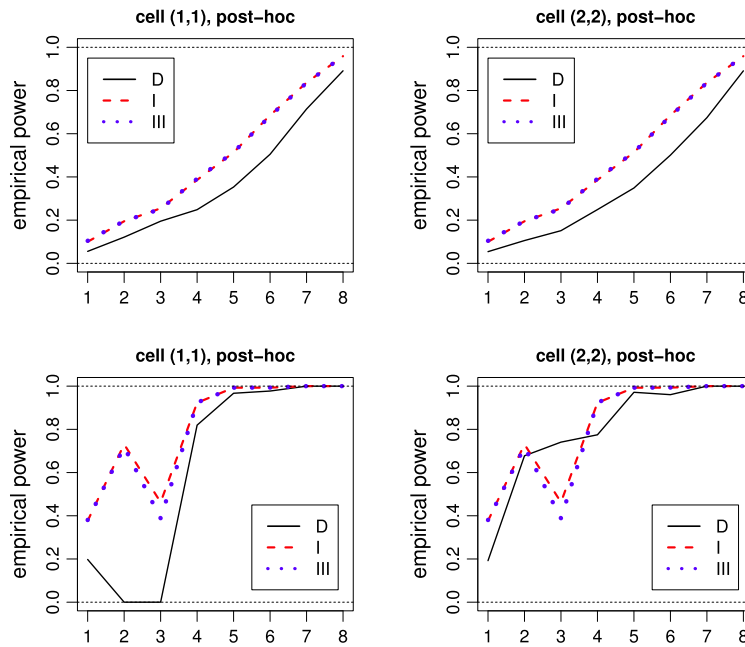 cell (1,1), post−hoc
empirical power
0.0 0.2 0.4 0.6 0.8 1.0
D
I
III
1 2 3 4 5 6 7 8
cell (2,2), post−hoc
empirical power
0.0 0.2 0.4 0.6 0.8 1.0
D
I
III
1 2 3 4 5 6 7 8
cell (1,1), post−hoc
empirical power
0.0 0.2 0.4 0.6 0.8 1.0
D
I
III
1 2 3 4 5 6 7 8
cell (2,2), post−hoc
empirical power
0.0 0.2 0.4 0.6 0.8 1.0
D
I
III
1 2 3 4 5 6 7 8